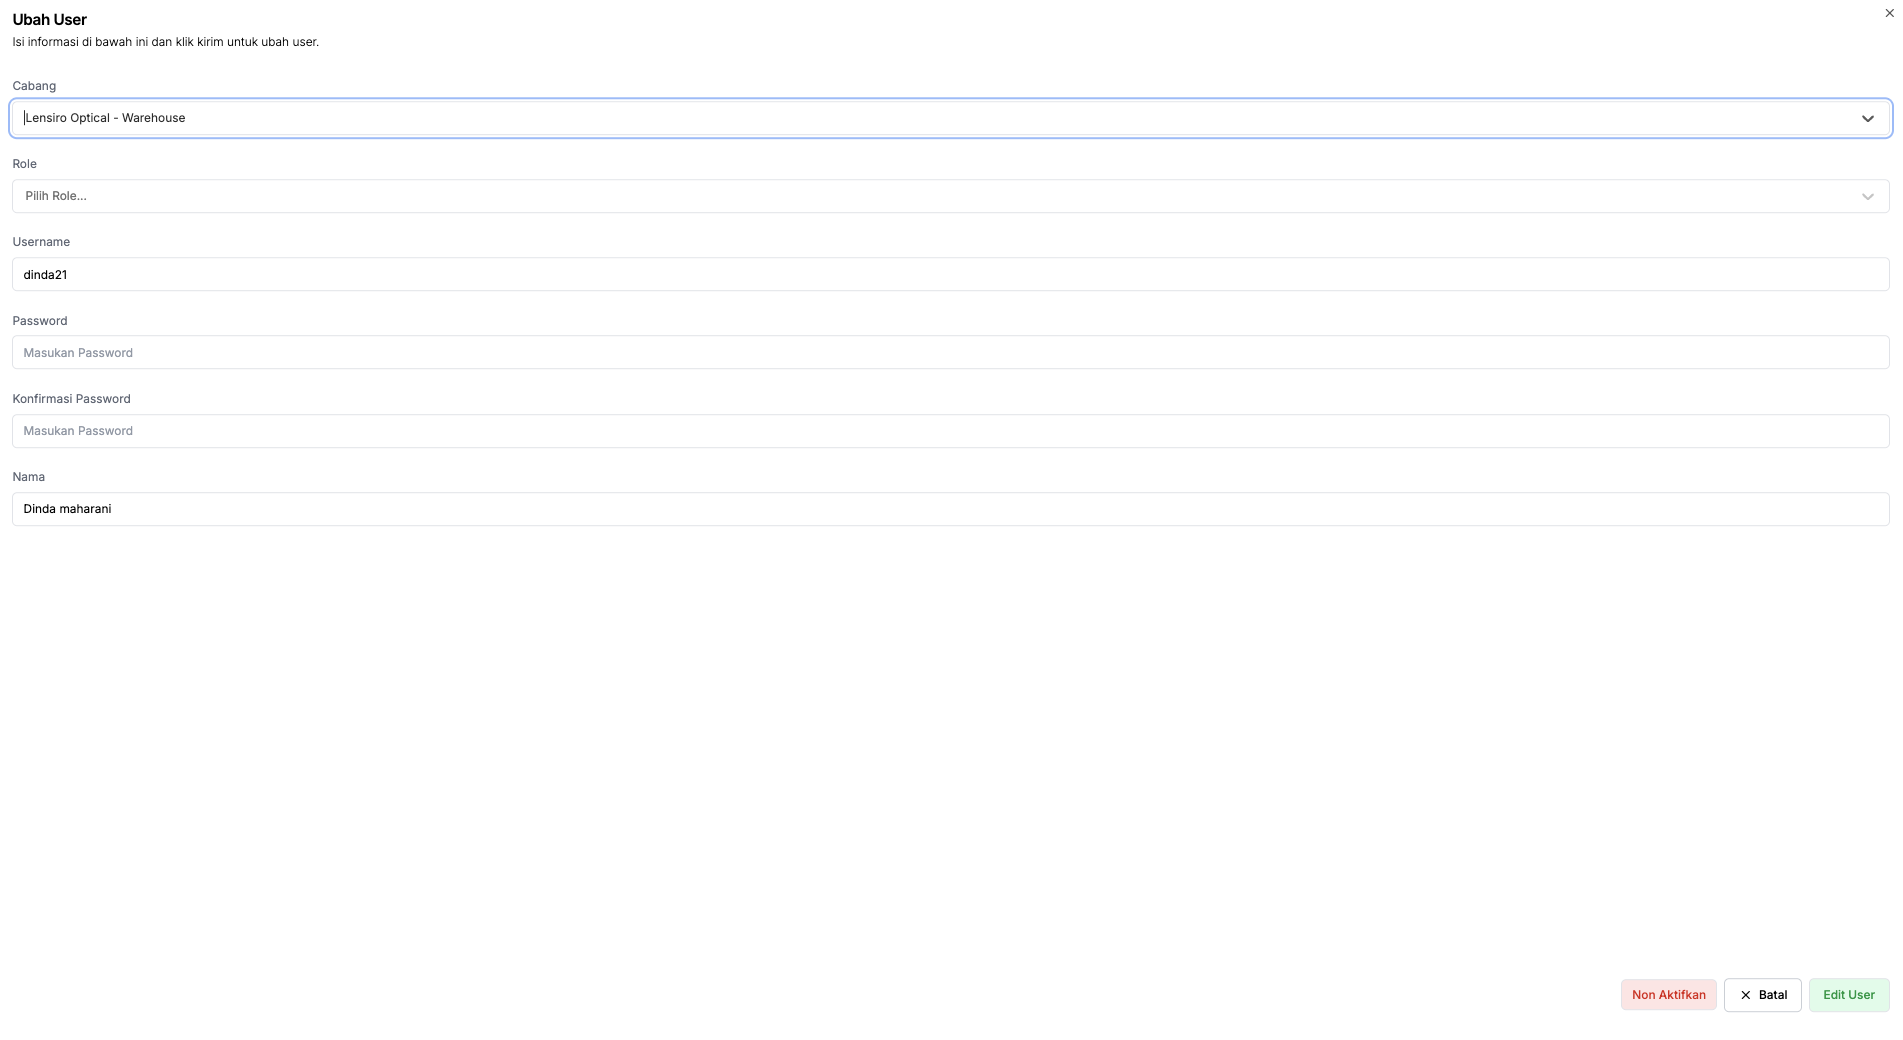 Ubah User
Isi informasi di bawah ini dan klik kirim untuk ubah user.
Cabang
Lensiro Optical - Warehouse
Role
Pilih Role...
Username
dinda21
Password
Masukan Password
Konfirmasi Password
Masukan Password
Nama
Dinda maharani
Non Aktifkan
Batal
Edit User